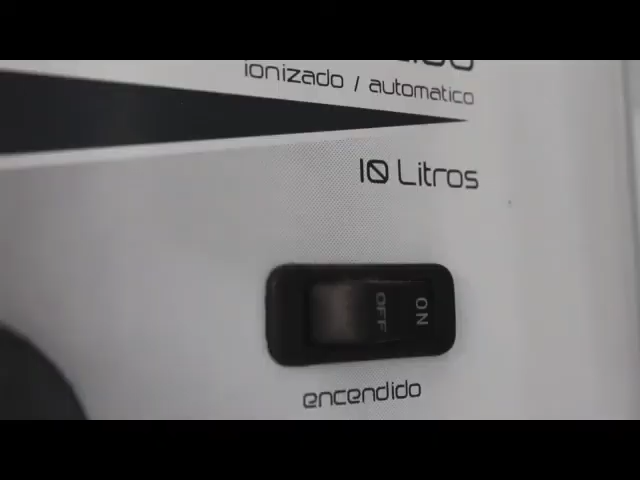 ionizado / automatico
10 Litros
OFF
ON
encendido